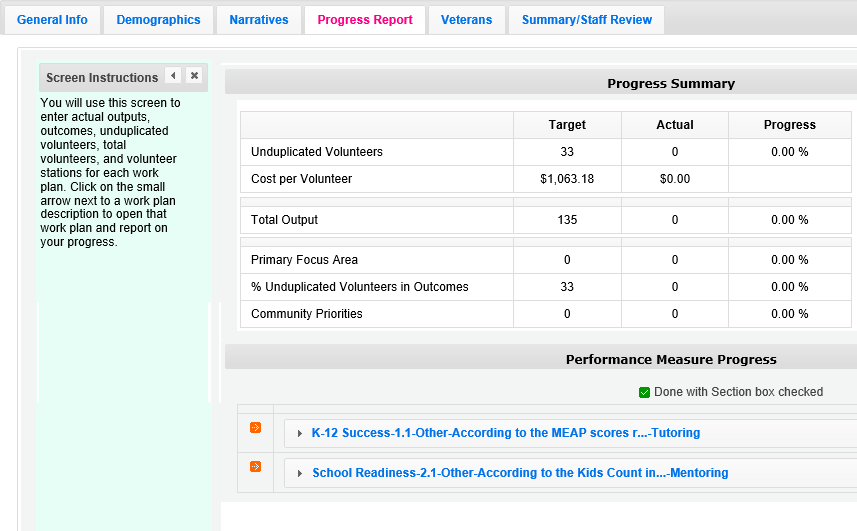 General Info Demographics Narratives Progress Report Veterans Summary/Staff Review
Screen Instructions
You will use this screen to
enter actual outputs,
outcomes, unduplicated
volunteers, total
volunteers, and volunteer
stations for each work
plan. Click on the small
arrow next to a work plan
description to open that
work plan and report on
your progress.
Progress Summary
Target Actual Progress
Unduplicated Volunteers 33 0 0.00 %
Cost per Volunteer $1,063.18 $0.00
Total Output 135 0 0.00 %
Primary Focus Area 0 0 0.00 %
% Unduplicated Volunteers in Outcomes 33 0 0.00 %
Community Priorities 0 0 0.00 %
Performance Measure Progress
Done with Section box checked
K-12 Success-1.1-Other-According to the MEAP scores r...-Tutoring
School Readiness-2.1-Other-According to the Kids Count in...-Mentoring